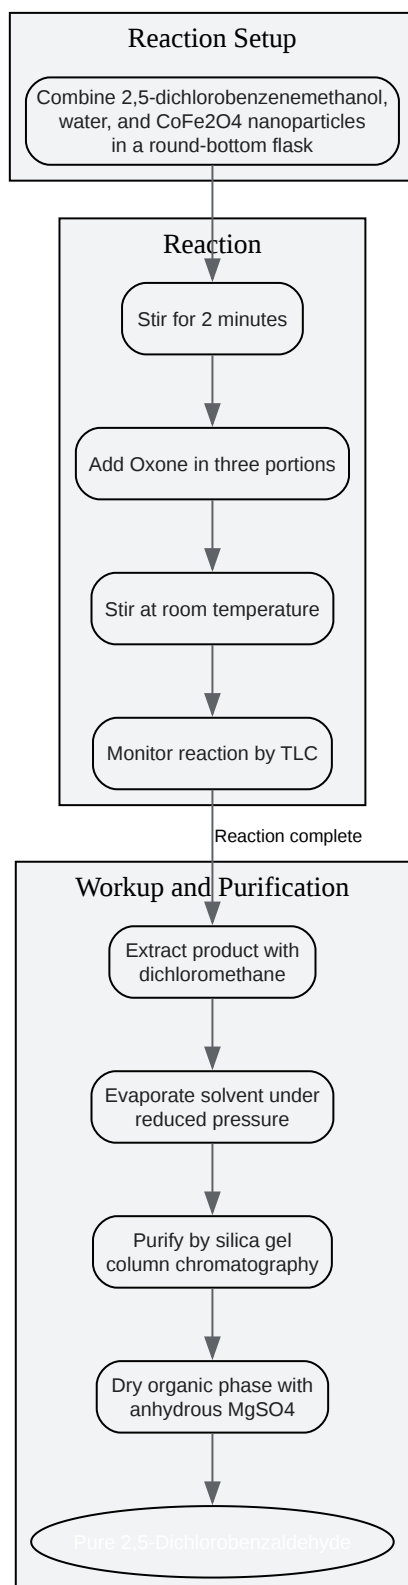 Reaction Setup
Combine 2,5-dichlorobenzenemethanol,
water, and CoFe2O4 nanoparticles
in a round-bottom flask
Reaction
Stir for 2 minutes
Add Oxone in three portions
Stir at room temperature
Monitor reaction by TLC
Reaction complete
Workup and Purification
Extract product with
dichloromethane
Evaporate solvent under
reduced pressure
Purify by silica gel
column chromatography
Dry organic phase with
anhydrous MgSO4
Pure 2,5-Dichlorobenzaldehyde